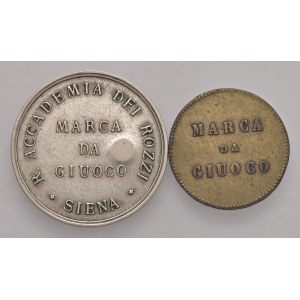 R. ACCADEMIA DEI ROZZI
· SIENA ·
MARCA
DA
GIUOCO
MARCA
DA
GIUOCO